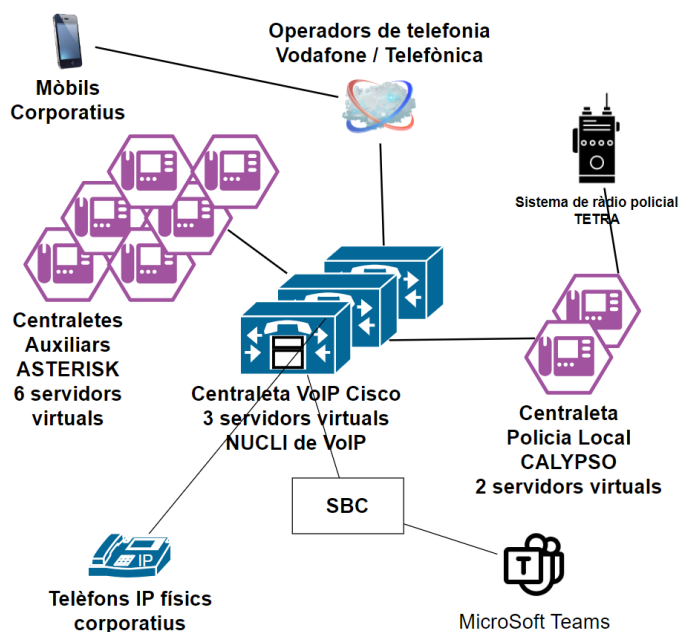 Operadors de telefonia
Vodafone / Telefònica
Mòbils
Corporatius
Sistema de ràdio policial
TETRA
Centraletes
Auxiliars
ASTERISK
6 servidors
virtuals
Centraleta VoIP Cisco
3 servidors virtuals
NUCLI de VoIP
Centraleta
Policia Local
CALYPSO
2 servidors virtuals
SBC
IP
Telèfons IP físics
corporatius
T
MicroSoft Teams